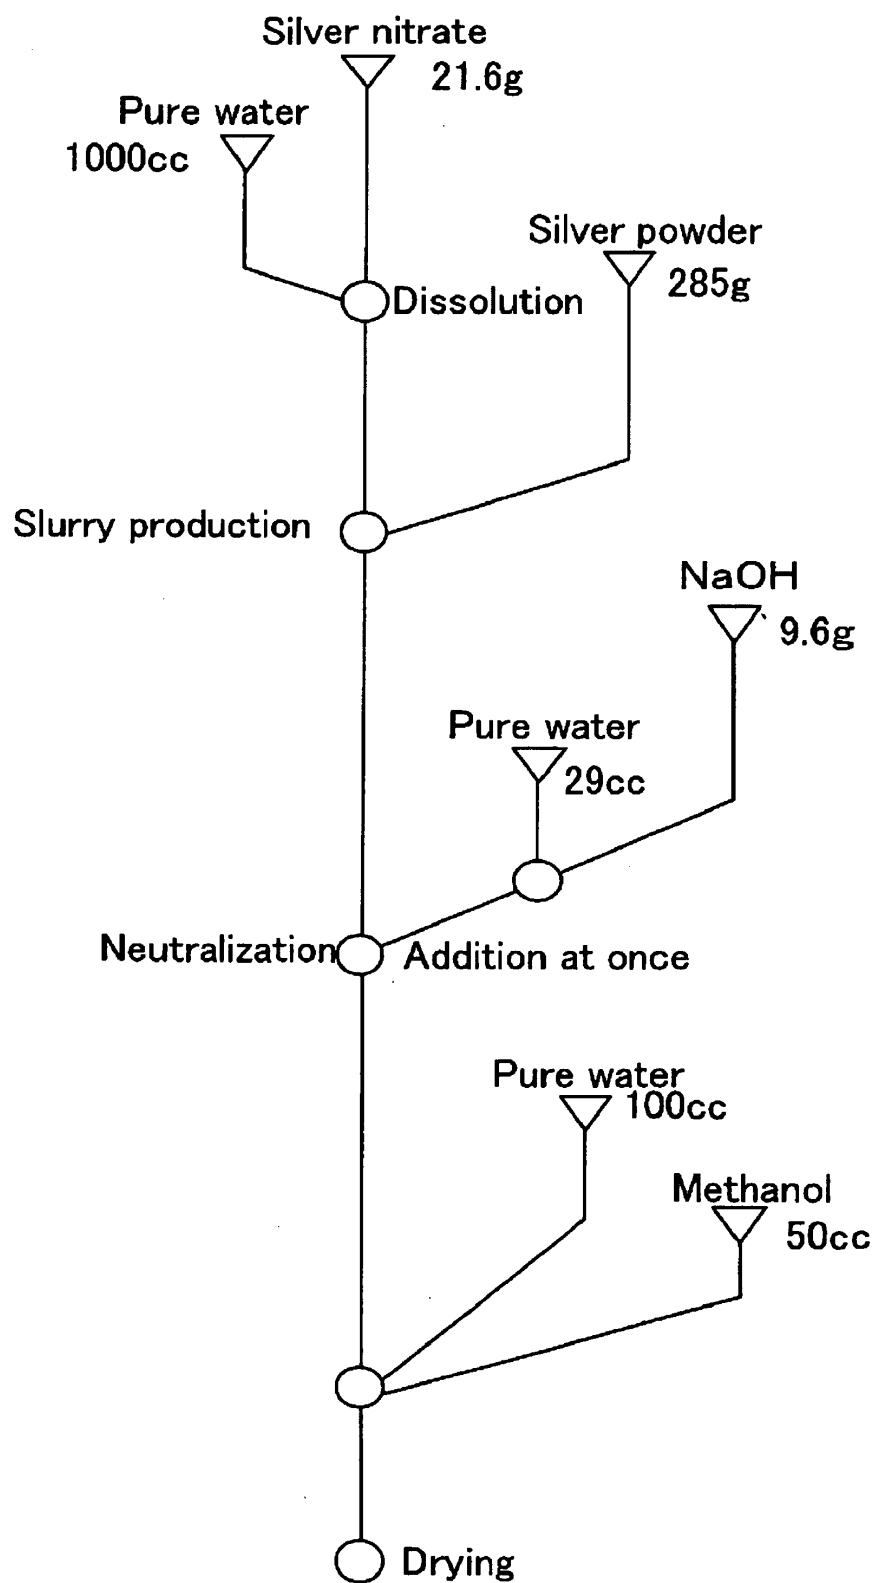 Silver nitrate
21.6g
Pure water
1000cc
Silver powder
285g
Dissolution
Slurry production
NaOH
9.6g
Pure water
29cc
Neutralization
Addition at once
Pure water
100cc
Methanol
50cc
Drying